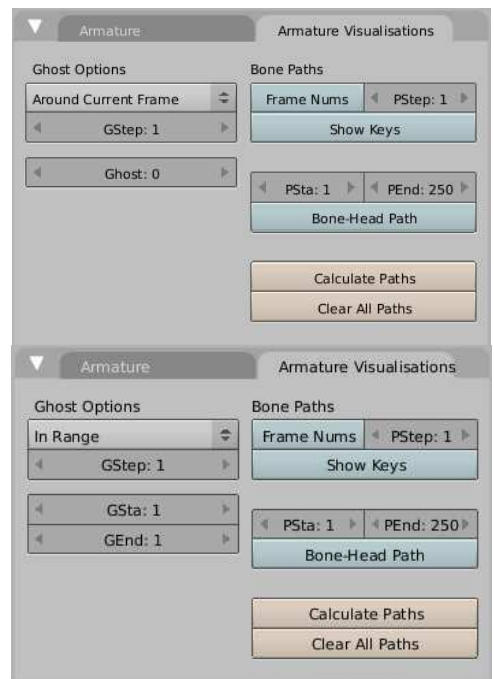 Armature Armature Visualisations
Ghost Options Bone Paths
Around Current Frame Frame Nums PStep: 1
GStep: 1 Show Keys
Ghost: 0
PSta: 1 PEnd: 250
Bone-Head Path
Calculate Paths
Clear All Paths
Armature Armature Visualisations
Ghost Options Bone Paths
In Range Frame Nums PStep: 1
GStep: 1 Show Keys
GSta: 1
PSta: 1 PEnd: 250
GEnd: 1
Bone-Head Path
Calculate Paths
Clear All Paths